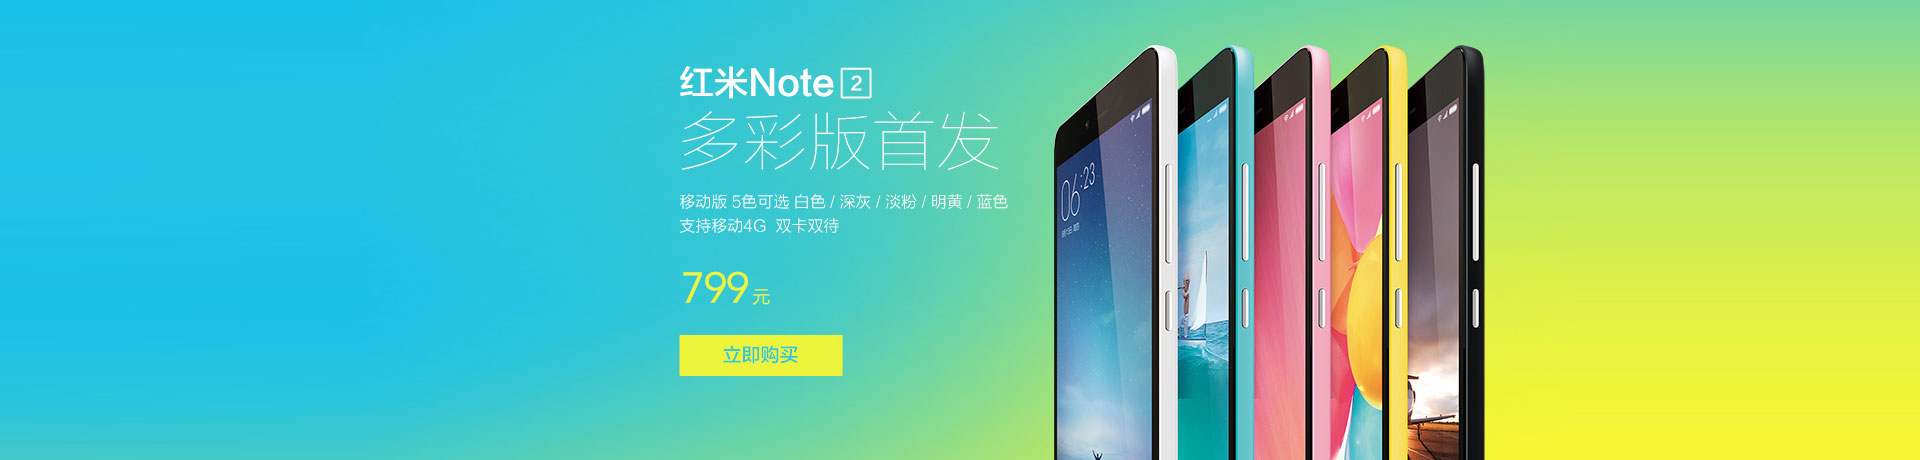 红米Note 2
多彩版首发
移动版 5色可选 白色 / 深灰 / 淡粉 / 明黄 / 蓝色
支持移动4G 双卡双待
799元
立即购买
06:23